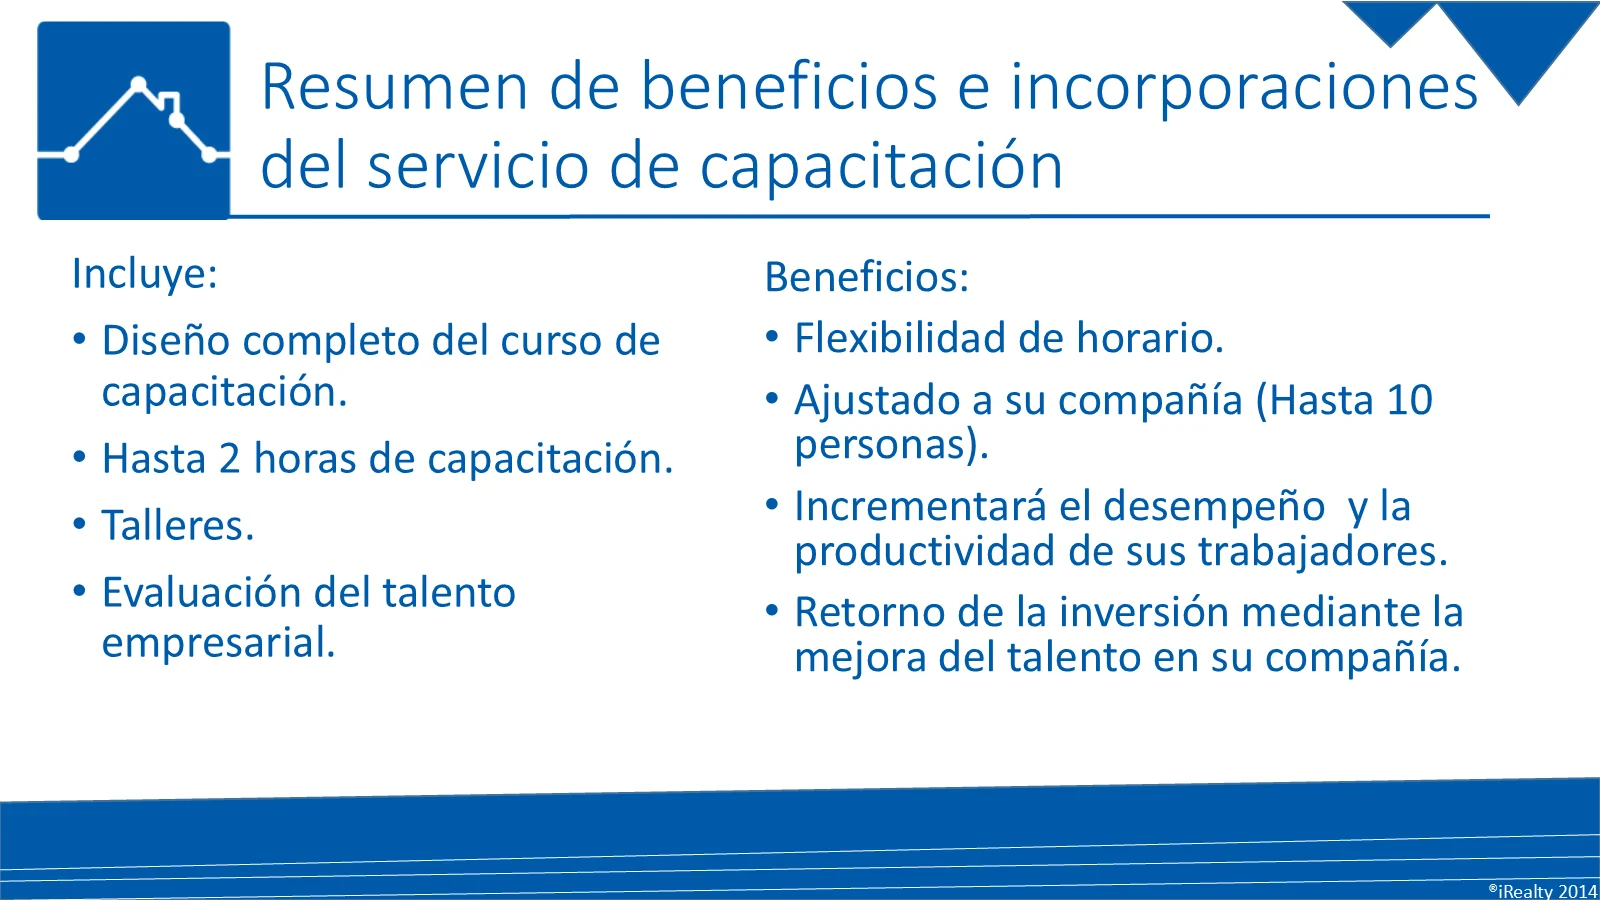 Resumen de beneficios e incorporaciones
del servicio de capacitación
Incluye:
• Diseño completo del curso de
capacitación.
• Hasta 2 horas de capacitación.
• Talleres.
• Evaluación del talento
empresarial.
Beneficios:
• Flexibilidad de horario.
• Ajustado a su compañía (Hasta 10
personas).
• Incrementará el desempeño  y la
productividad de sus trabajadores.
• Retorno de la inversión mediante la
mejora del talento en su compañía.
®iRealty 2014